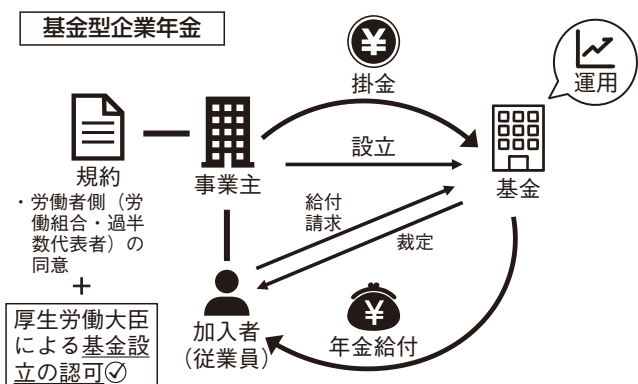 基金型企業年金
¥
掛金
運用
設立
規約
・労働者側（労
働組合・過半
数代表者）の
同意
+
厚生労働大臣
による基金設
立の認可
事業主
基金
給付
請求
裁定
加入者
（従業員）
¥
年金給付